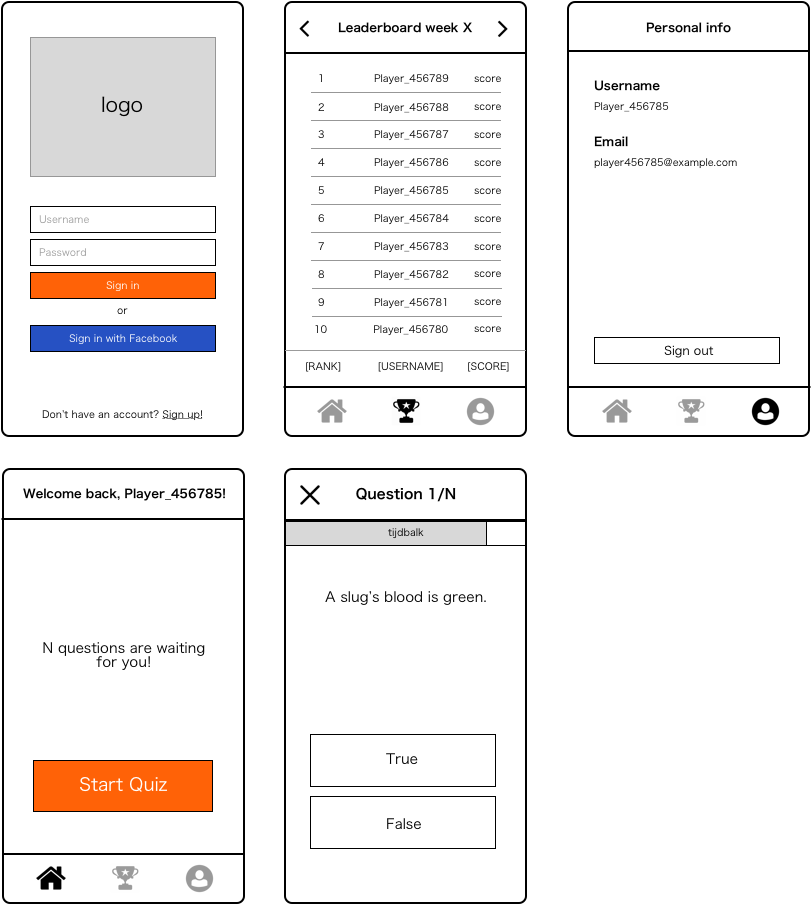 logo
Username
Password
Sign in
or
Sign in with Facebook
Don't have an account? Sign up!
Leaderboard week X
1 Player_456789 score
2 Player_456788 score
3 Player_456787 score
4 Player_456786 score
5 Player_456785 score
6 Player_456784 score
7 Player_456783 score
8 Player_456782 score
9 Player_456781 score
10 Player_456780 score
[RANK] [USERNAME] [SCORE]
Personal info
Username
Player_456785
Email
player456785@example.com
Sign out
Welcome back, Player_456785!
N questions are waiting
for you!
Start Quiz
Question 1/N
tijdbalk
A slug's blood is green.
True
False